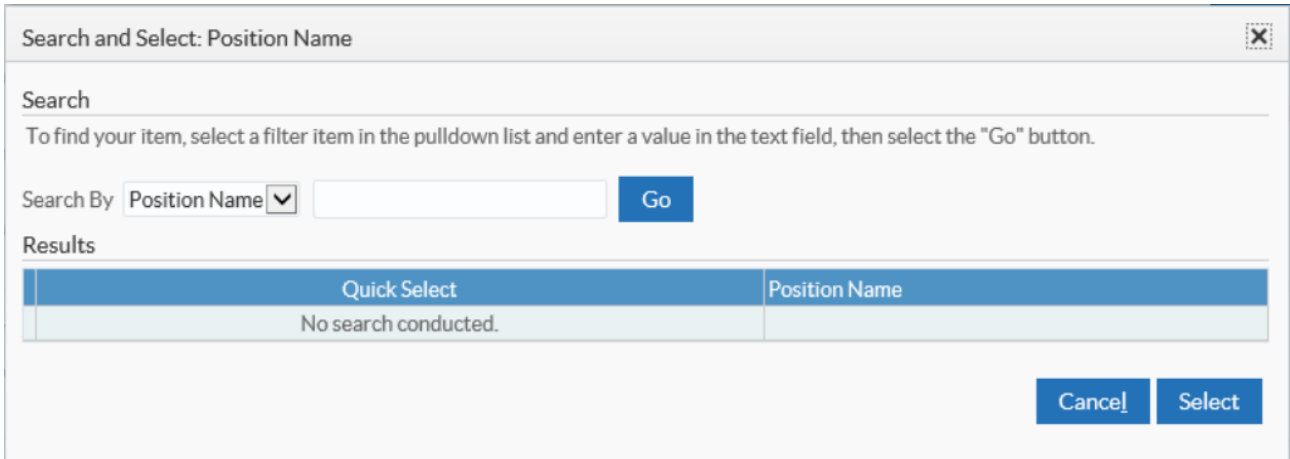 Search and Select: Position Name
Search
To find your item, select a filter item in the pulldown list and enter a value in the text field, then select the "Go" button.
Search By Position Name Go
Results
Quick Select Position Name
No search conducted.
Cancel Select